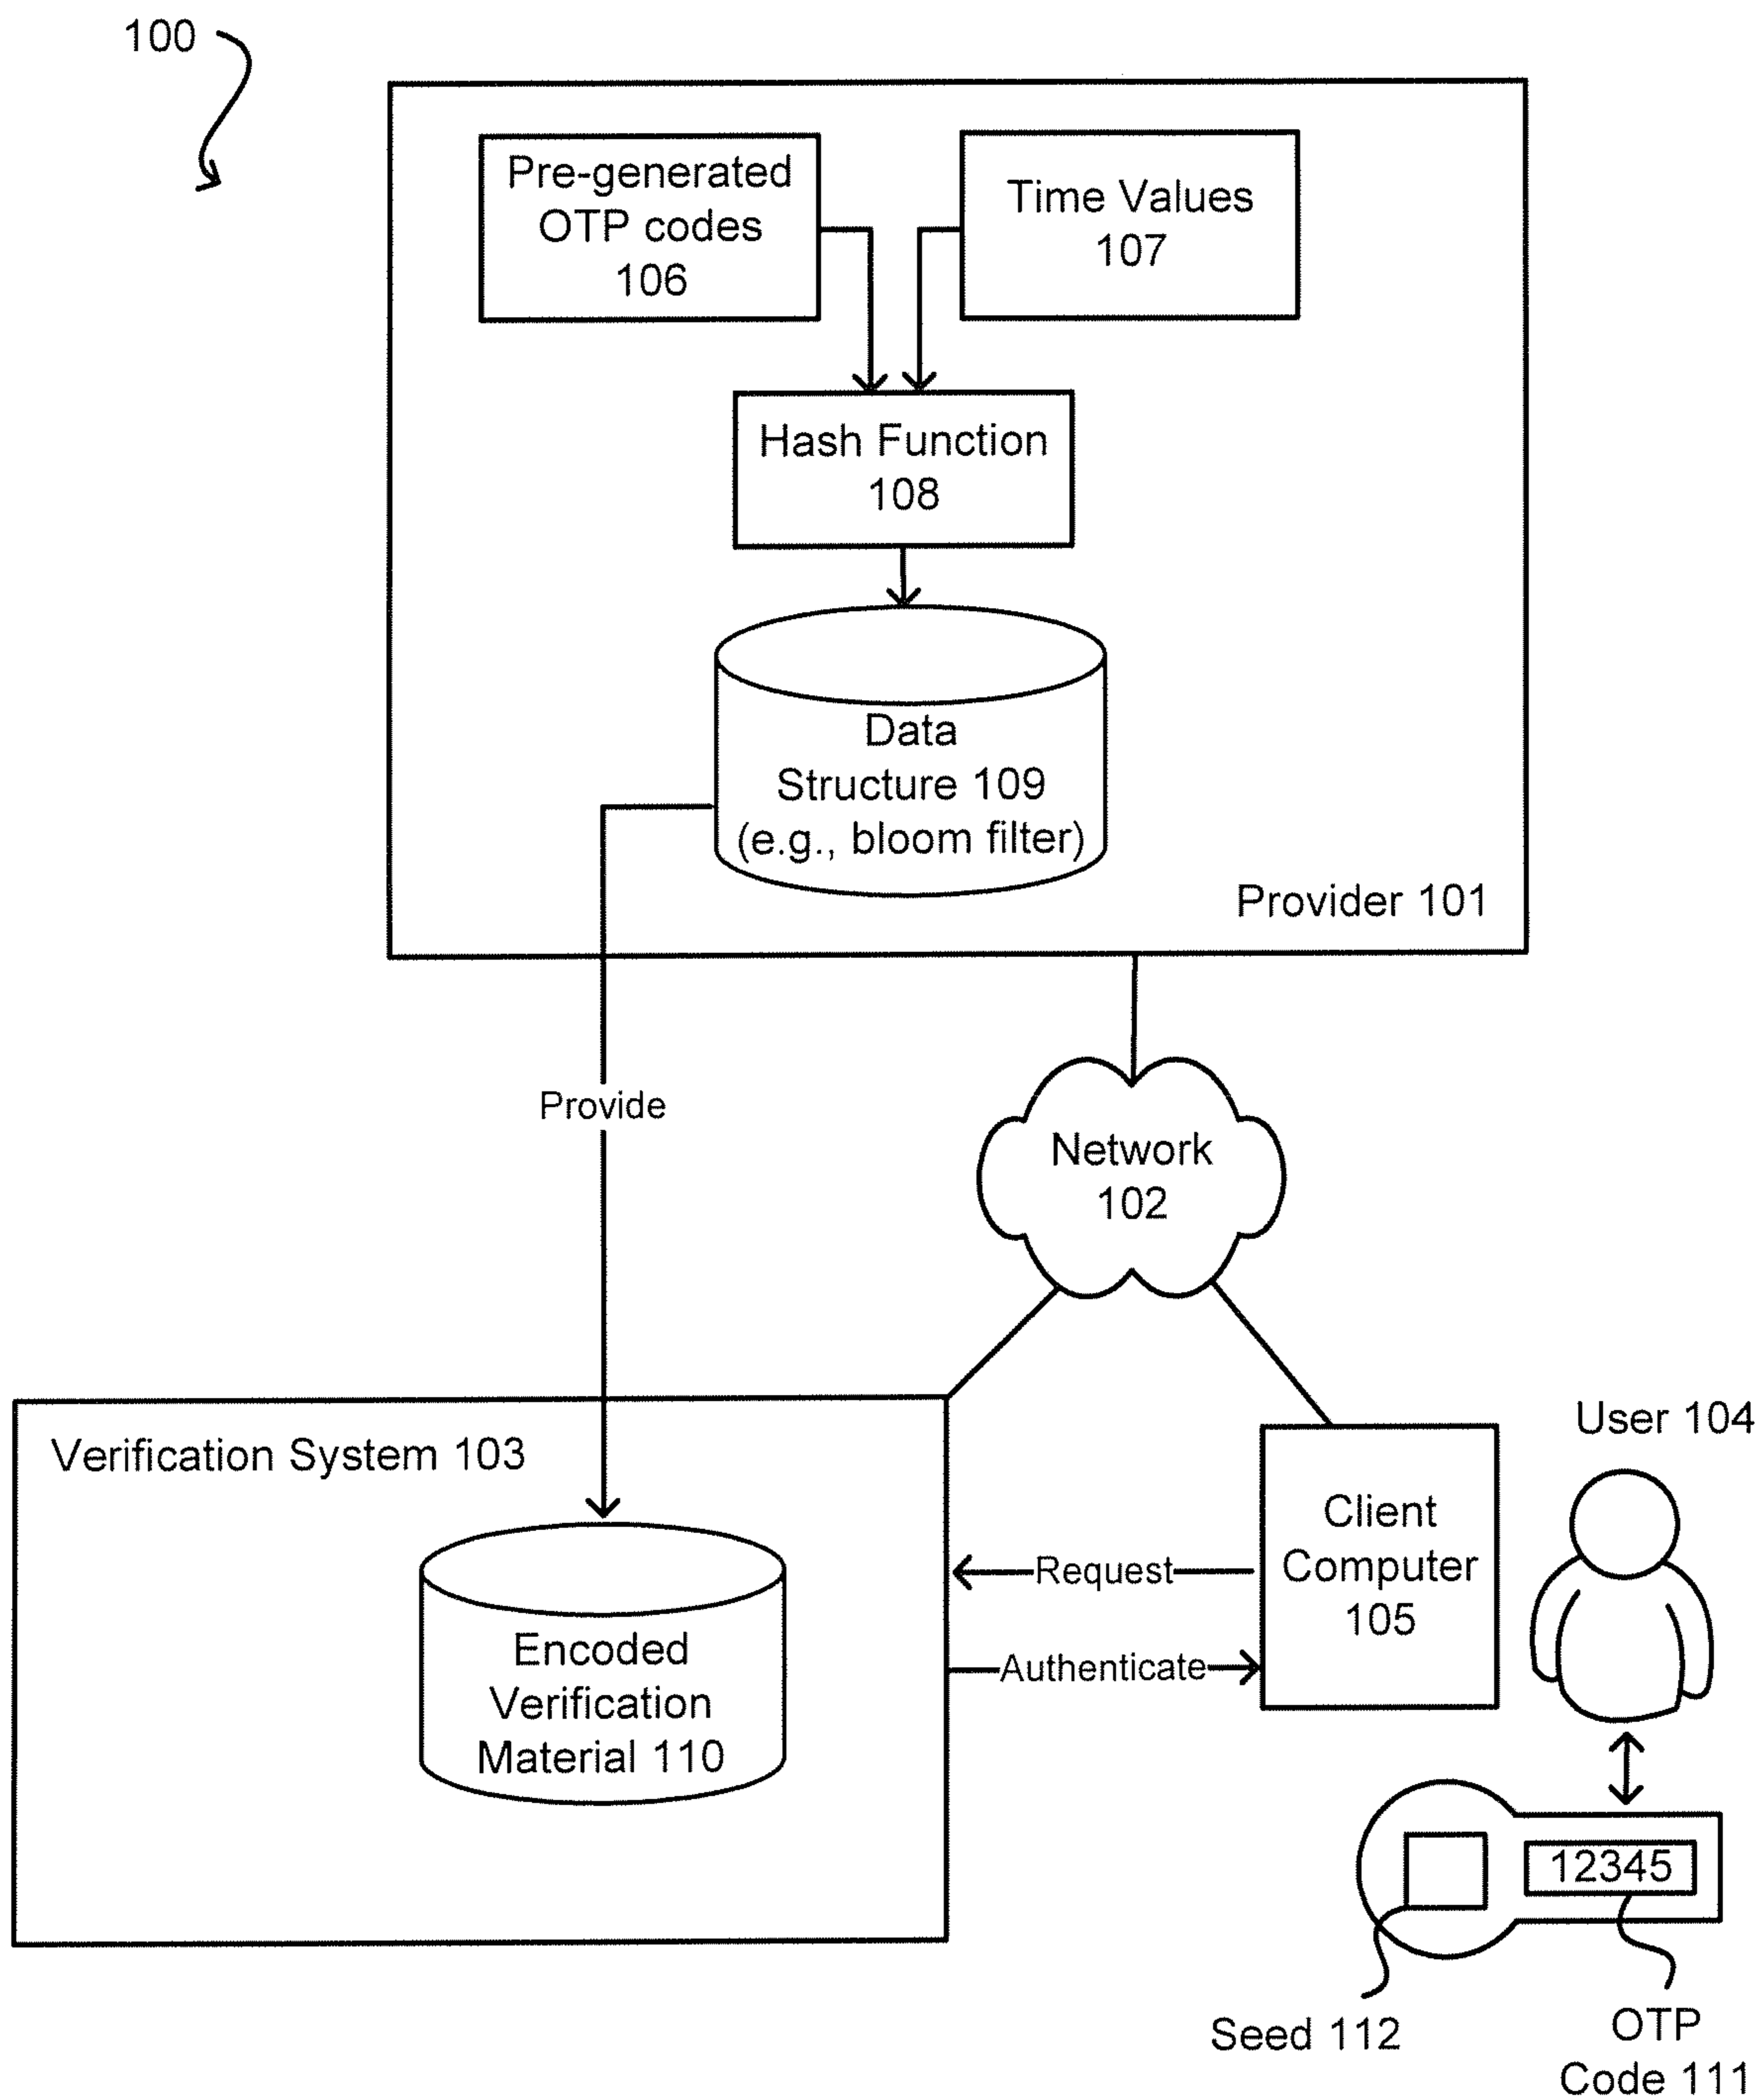 100
Pre-generated
OTP codes
106
Time Values
107
Hash Function
108
Data
Structure 109
(e.g., bloom filter)
Provider 101
Provide
Network
102
Verification System 103
User 104
Client
Computer
105
Request
Authenticate
Encoded
Verification
Material 110
12345
Seed 112
OTP
Code 111